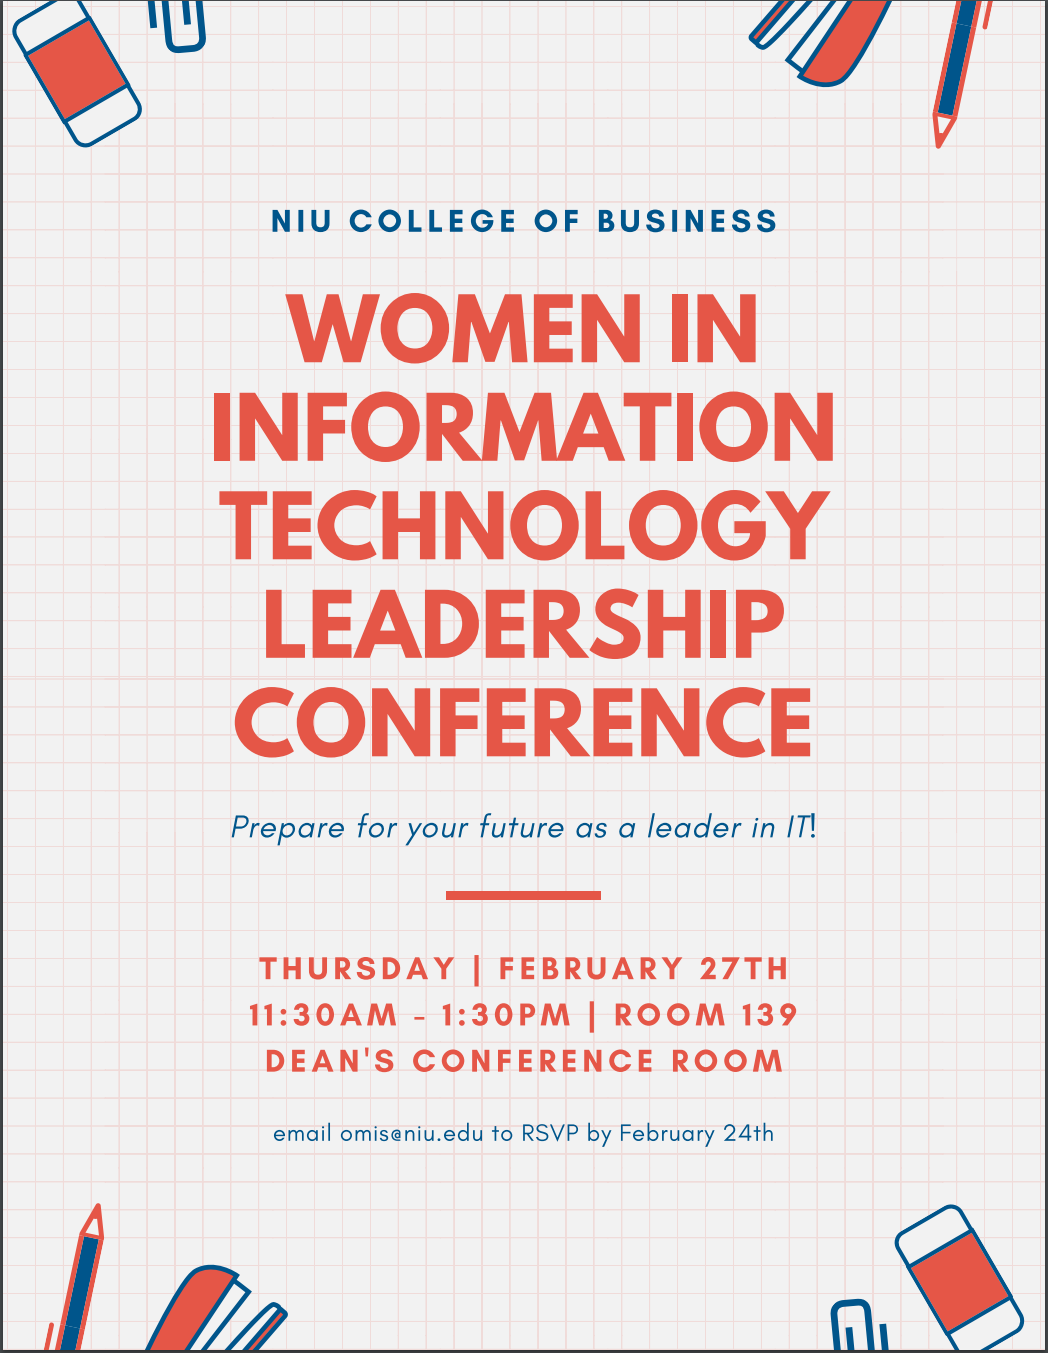 NIU COLLEGE OF BUSINESS
WOMEN IN
INFORMATION
TECHNOLOGY
LEADERSHIP
CONFERENCE
Prepare for your future as a leader in IT!
THURSDAY | FEBRUARY 27TH
11:30AM - 1:30PM | ROOM 139
DEAN'S CONFERENCE ROOM
email omis@niu.edu to RSVP by February 24th